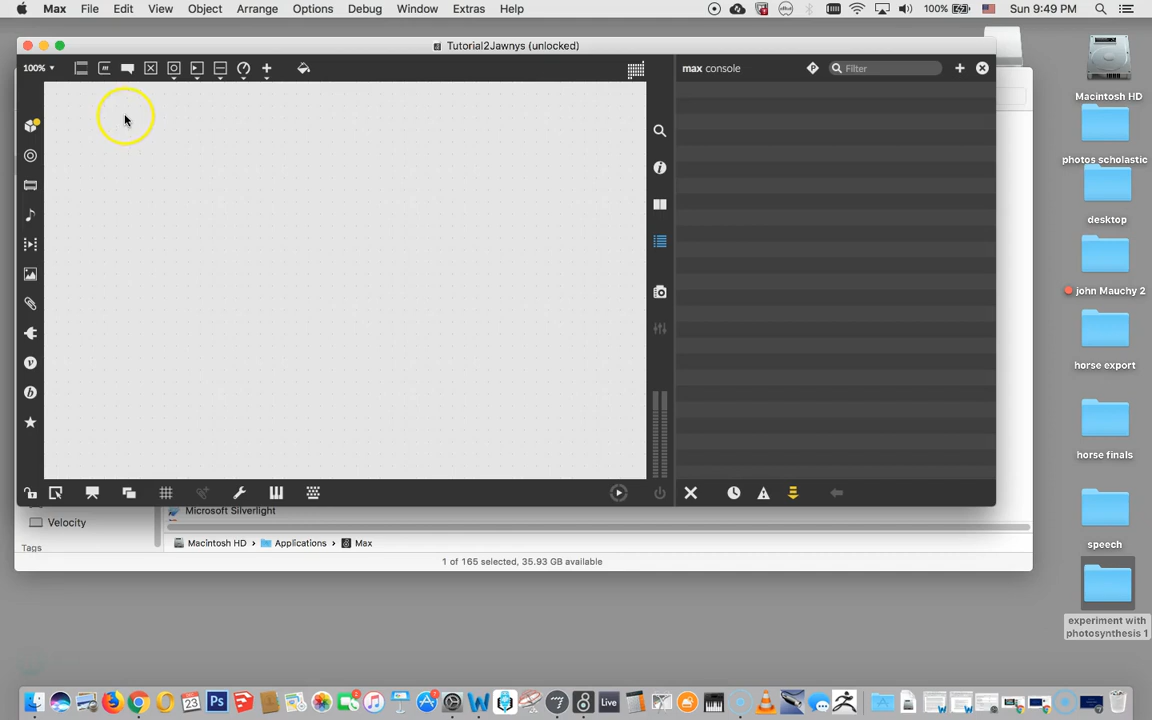 Max File Edit View Object Arrange Options Debug Window Extras Help 100% Sun 9:49 PM
Tutorial2Jawnys (unlocked)
100%
max console
Filter
Macintosh HD
photos scholastic
desktop
john Mauchy 2
horse export
horse finals
speech
experiment with
photosynthesis 1
Microsoft Silverlight
Velocity
Macintosh HD › Applications › Max
Tags
1 of 165 selected, 35.93 GB available
Live